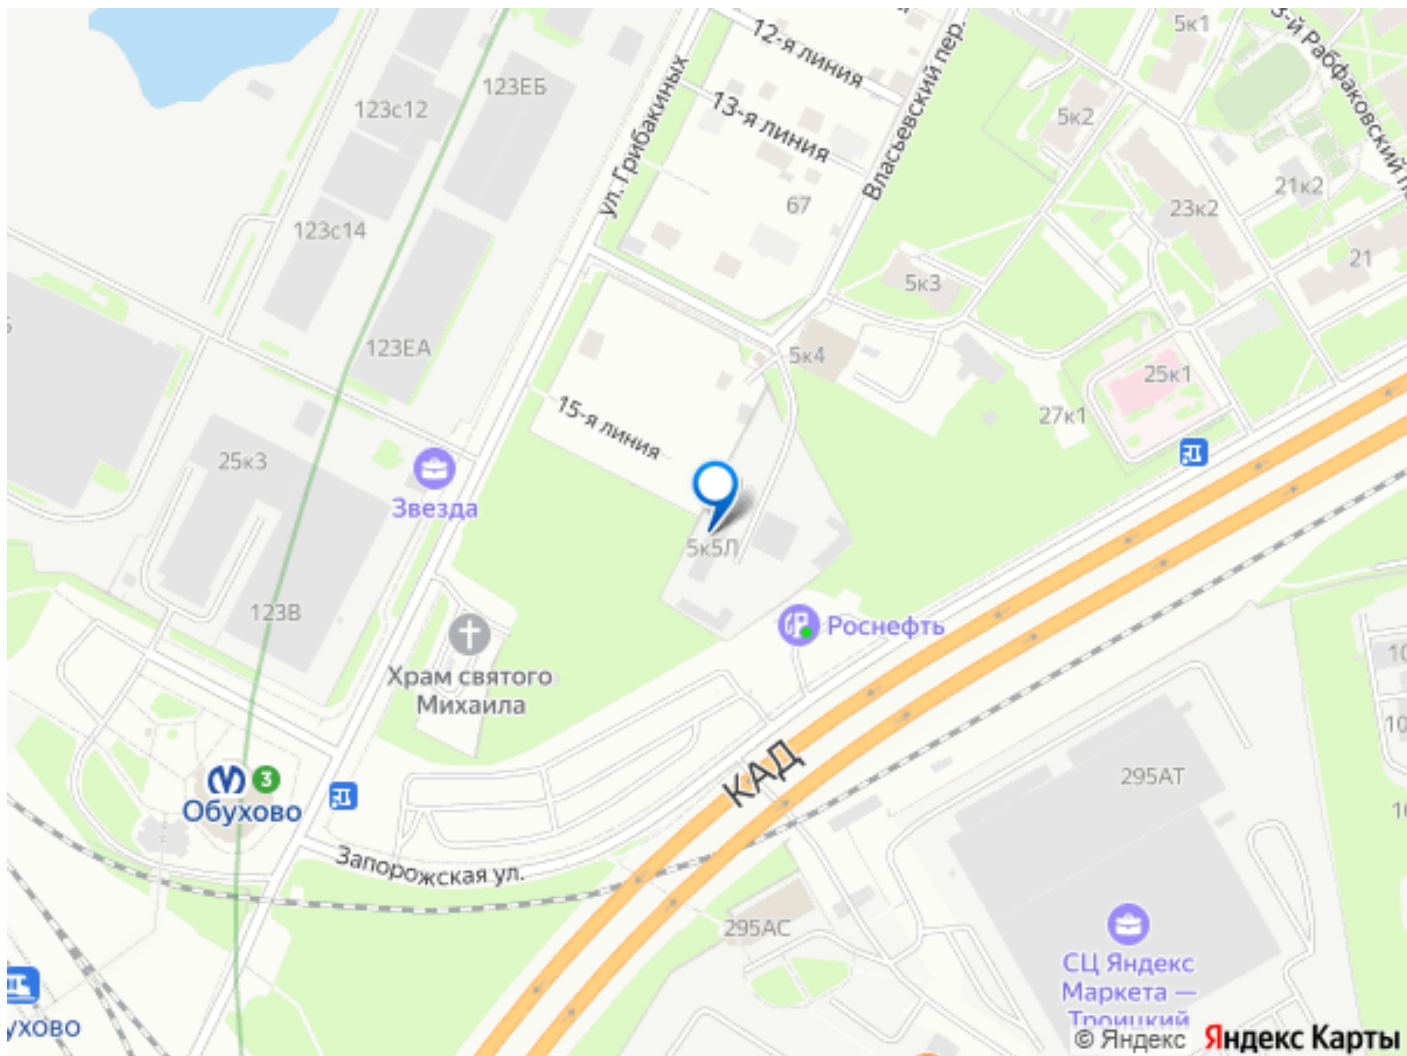 12-я линия
5к1
3-й Рабфаковский
123ЕБ
123с12
ул. Грибакиных
13-я линия
Власьевский пер.
5к2
21к2
67
23к2
123с14
21
5к3
123ЕА
5к4
25к1
15-я линия
27к1
25к3
Звезда
5к5Л
123В
Роснефть
Храм святого
Михаила
КАД
295АТ
3
Обухово
Запорожская ул.
295АС
СЦ Яндекс
Маркета —
Троицкий
© Яндекс
Яндекс Карты